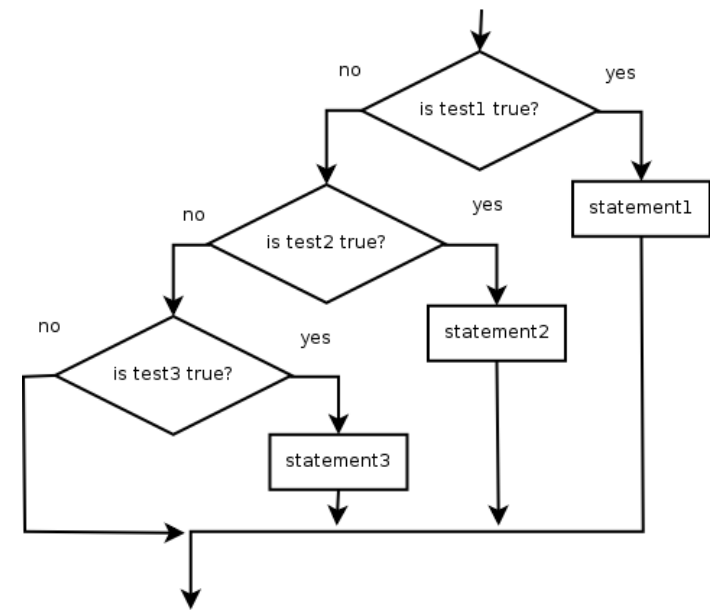 no
yes
is test1 true?
statement1
no
yes
is test2 true?
statement2
no
yes
is test3 true?
statement3